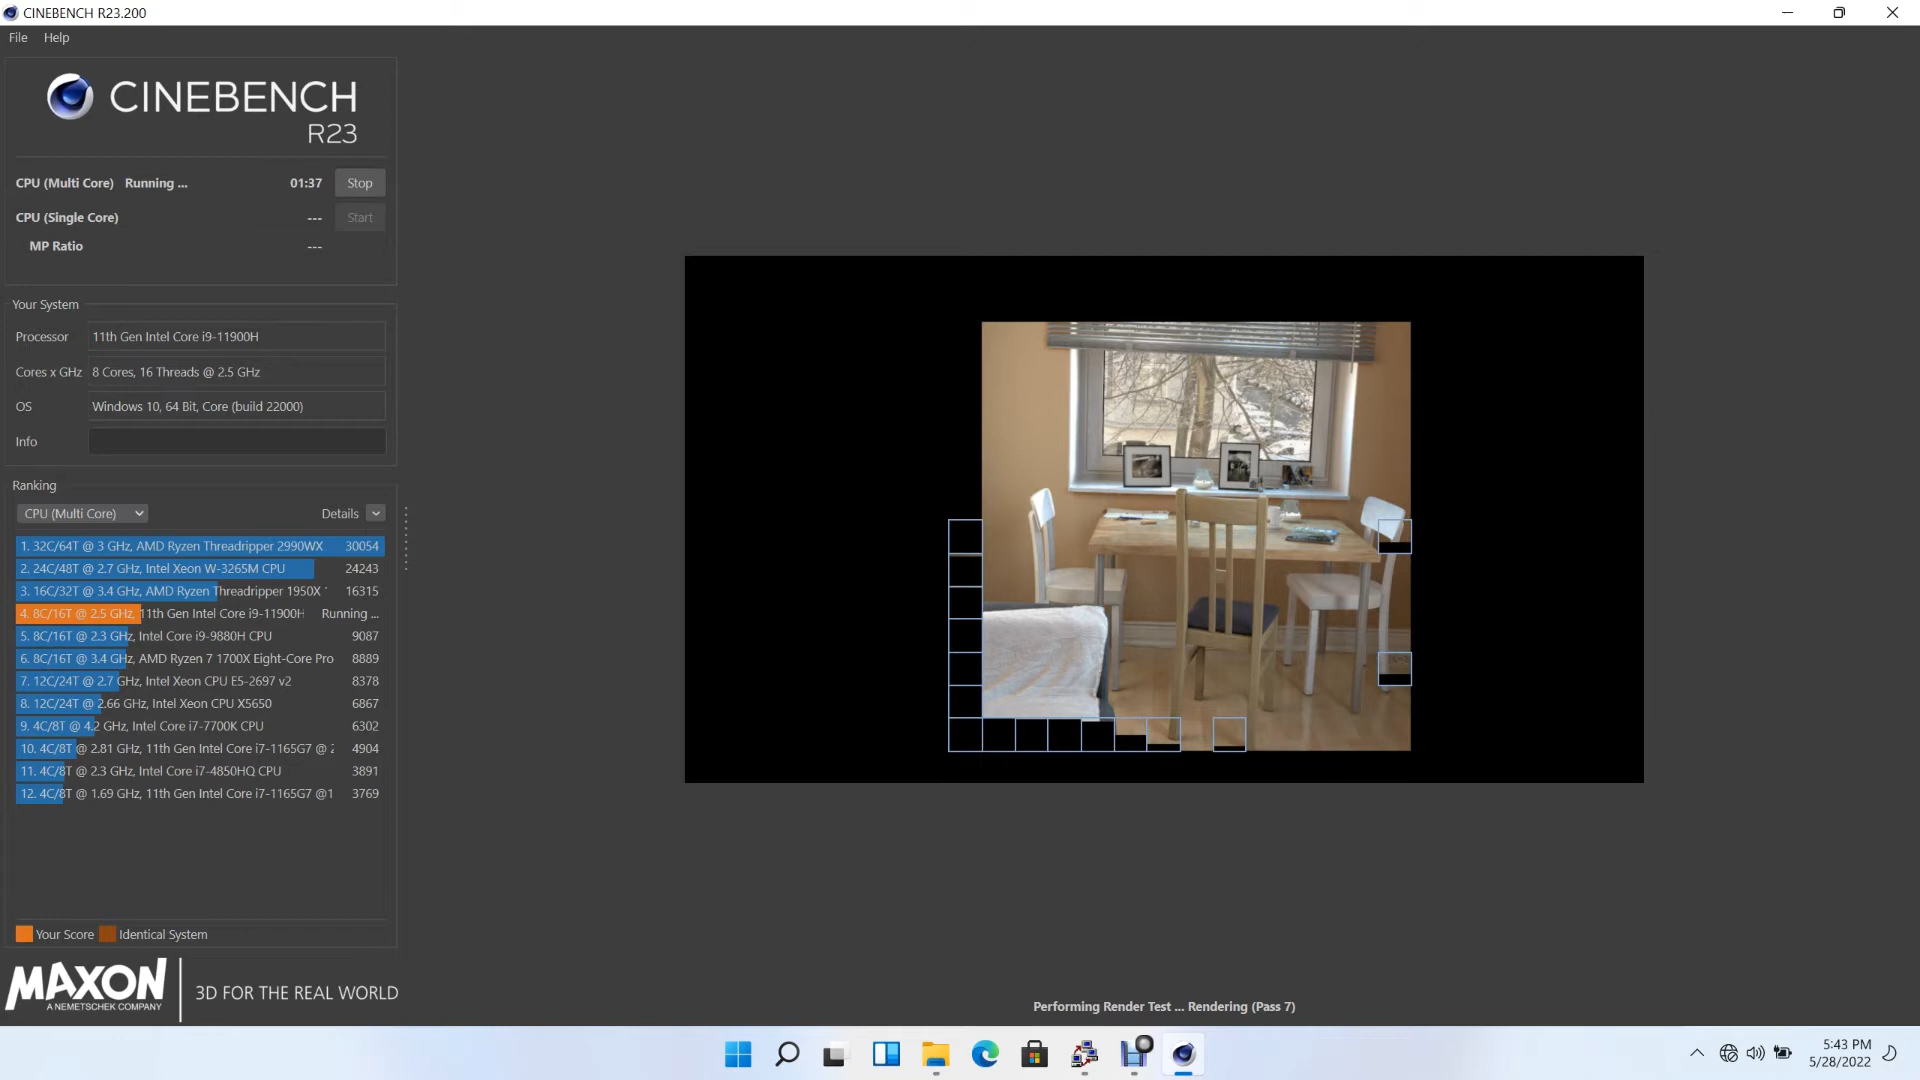 CINEBENCH R23.200
File Help
CINEBENCH
R23
CPU (Multi Core) Running ... 01:37 Stop
CPU (Single Core) --- Start
MP Ratio ---
Your System
Processor 11th Gen Intel Core i9-11900H
Cores x GHz 8 Cores, 16 Threads @ 2.5 GHz
OS Windows 10, 64 Bit, Core (build 22000)
Info
Ranking
CPU (Multi Core) Details
1. 32C/64T @ 3 GHz, AMD Ryzen Threadripper 2990WX 30054
2. 24C/48T @ 2.7 GHz, Intel Xeon W-3265M CPU 24243
3. 16C/32T @ 3.4 GHz, AMD Ryzen Threadripper 1950X 16315
4. 8C/16T @ 2.5 GHz, 11th Gen Intel Core i9-11900H Running ...
5. 8C/16T @ 2.3 GHz, Intel Core i9-9880H CPU 9087
6. 8C/16T @ 3.4 GHz, AMD Ryzen 7 1700X Eight-Core Pro 8889
7. 12C/24T @ 2.7 GHz, Intel Xeon CPU E5-2697 v2 8378
8. 12C/24T @ 2.66 GHz, Intel Xeon CPU X5650 6867
9. 4C/8T @ 4.2 GHz, Intel Core i7-7700K CPU 6302
10. 4C/8T @ 2.81 GHz, 11th Gen Intel Core i7-1165G7 @ 2 4904
11. 4C/8T @ 2.3 GHz, Intel Core i7-4850HQ CPU 3891
12. 4C/8T @ 1.69 GHz, 11th Gen Intel Core i7-1165G7 @1 3769
Your Score Identical System
MAXON
A NEMETSCHEK COMPANY
3D FOR THE REAL WORLD
Performing Render Test ... Rendering (Pass 7)
5:43 PM
5/28/2022